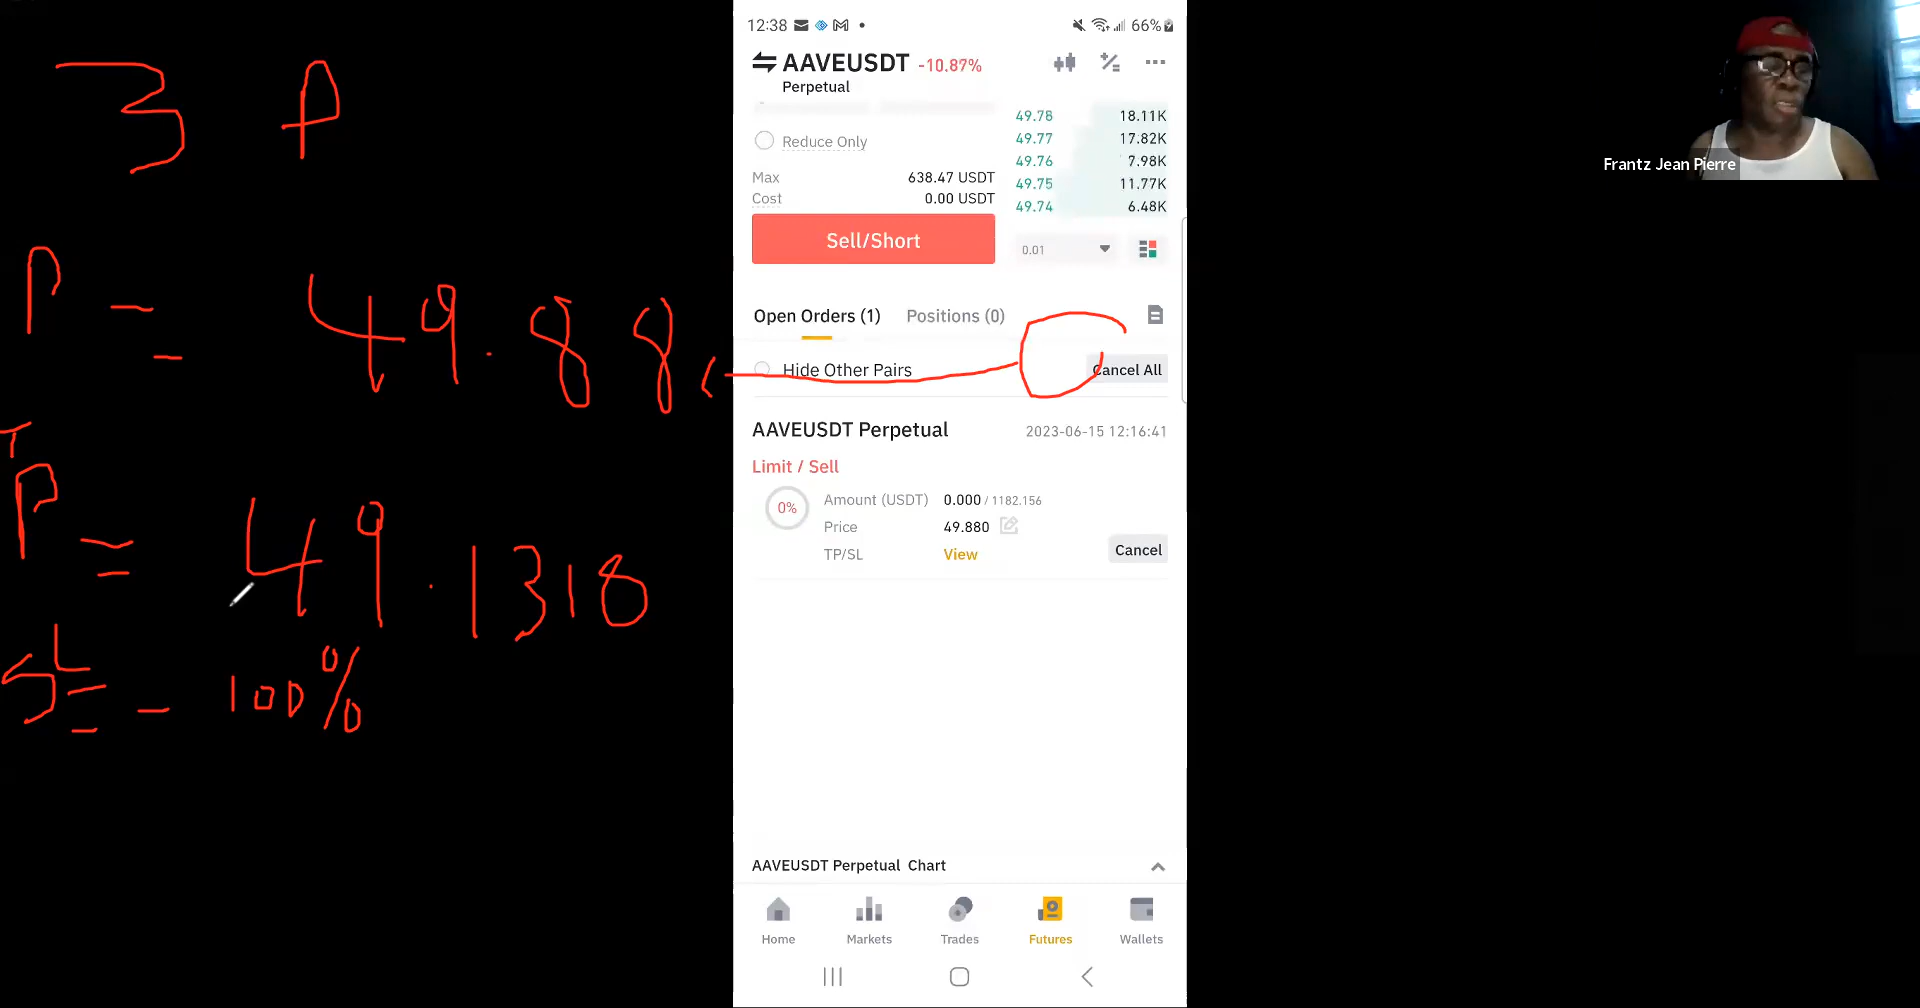 3 P
P = 49.88
TP = 49.1318
SL = - 100%
12:38
66%
AAVEUSDT -10.87%
Perpetual
49.78 18.11K
Reduce Only
49.77 17.82K
49.76 7.98K
Max 638.47 USDT
49.75 11.77K
Cost 0.00 USDT
49.74 6.48K
Sell/Short
0.01
Open Orders (1) Positions (0)
Hide Other Pairs
Cancel All
AAVEUSDT Perpetual 2023-06-15 12:16:41
Limit / Sell
0%
Amount (USDT) 0.000 / 1182.156
Price 49.880
TP/SL View
Cancel
AAVEUSDT Perpetual Chart
Home Markets Trades Futures Wallets
Frantz Jean Pierre